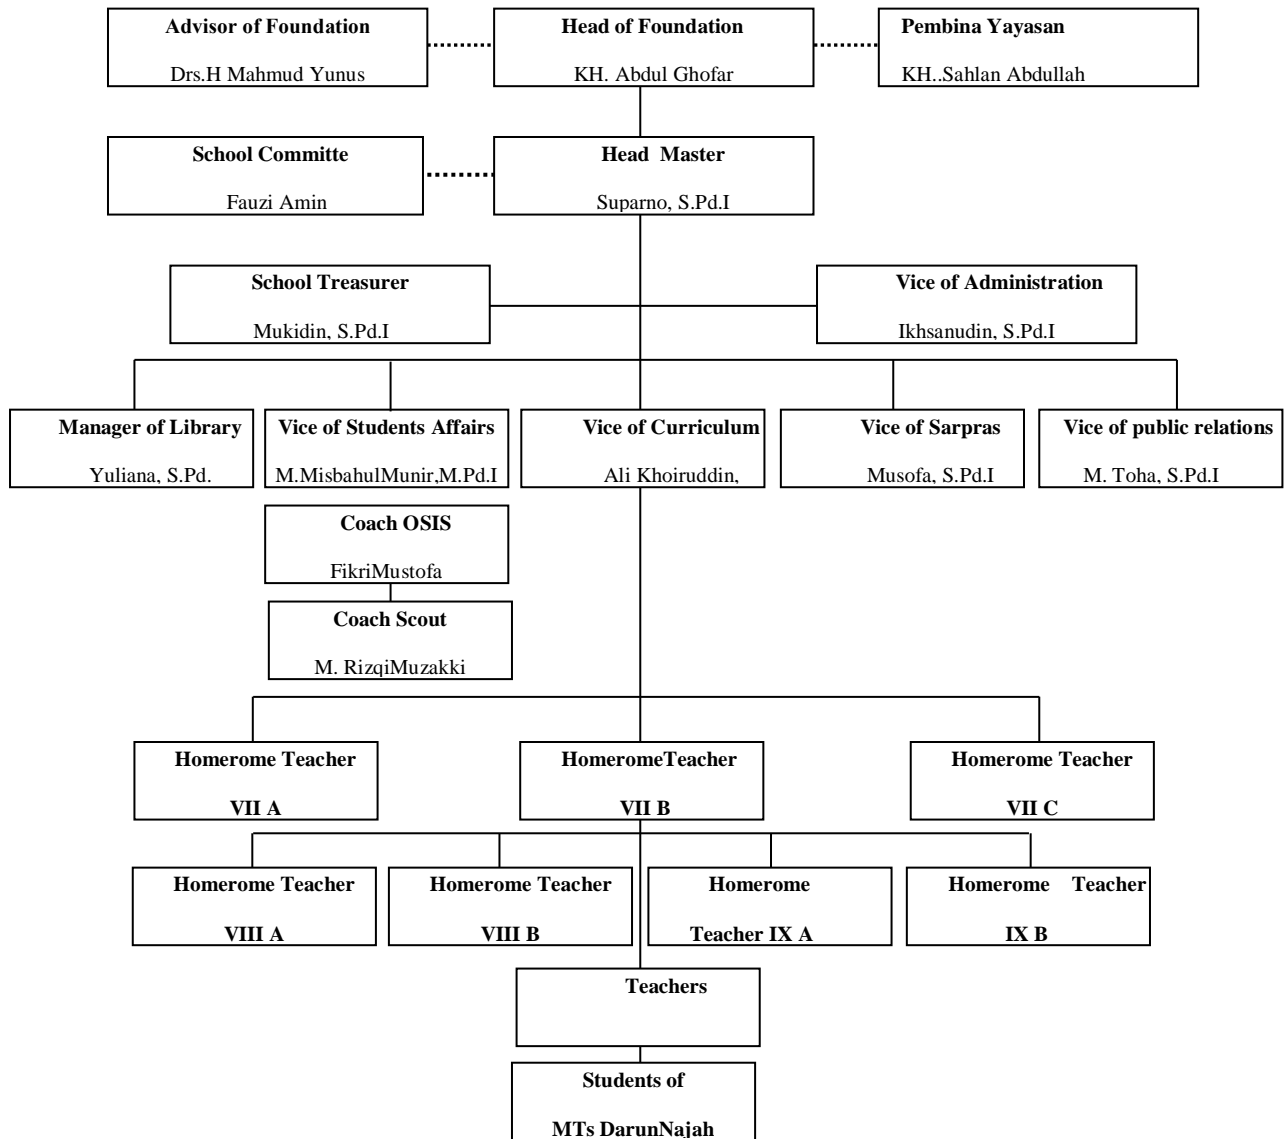 Advisor of Foundation
Drs.H Mahmud Yunus
Head of Foundation
KH. Abdul Ghofar
Pembina Yayasan
KH..Sahlan Abdullah
School Committe
Fauzi Amin
Head Master
Suparno, S.Pd.I
School Treasurer
Mukidin, S.Pd.I
Vice of Administration
Ikhsanudin, S.Pd.I
Manager of Library
Yuliana, S.Pd.
Vice of Students Affairs
M.MisbahulMunir,M.Pd.I
Vice of Curriculum
Ali Khoiruddin,
Vice of Sarpras
Musofa, S.Pd.I
Vice of public relations
M. Toha, S.Pd.I
Coach OSIS
FikriMustofa
Coach Scout
M. RizqiMuzakki
Homerome Teacher
VII A
HomeromeTeacher
VII B
Homerome Teacher
VII C
Homerome Teacher
VIII A
Homerome Teacher
VIII B
Homerome
Teacher IX A
Homerome Teacher
IX B
Teachers
Students of
MTs DarunNajah